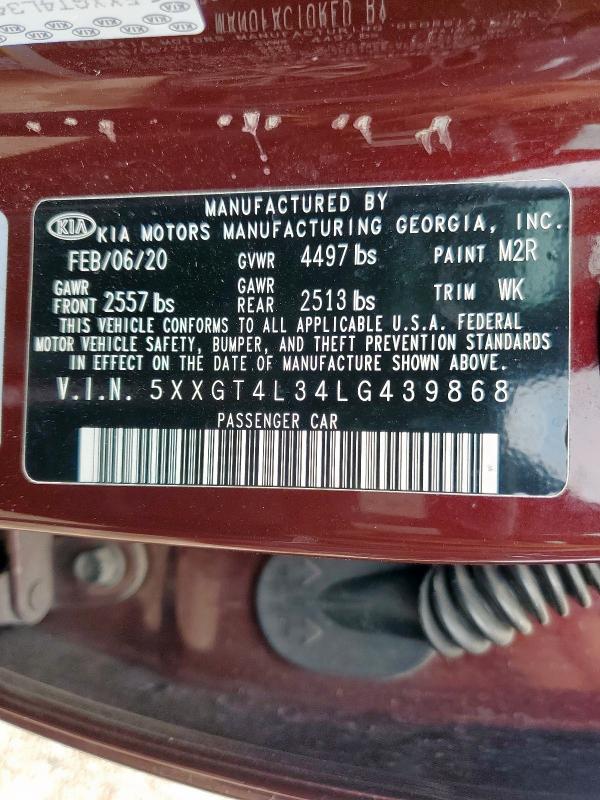 MANUFACTURED BY
KIA KIA MOTORS MANUFACTURING GEORGIA, INC.
FEB/06/20 GVWR 4497 lbs PAINT M2R
GAWR FRONT 2557 lbs GAWR REAR 2513 lbs TRIM WK
THIS VEHICLE CONFORMS TO ALL APPLICABLE U.S.A. FEDERAL
MOTOR VEHICLE SAFETY, BUMPER, AND THEFT PREVENTION STANDARDS
IN EFFECT ON THE DATE OF MANUFACTURE SHOWN ABOVE.
V.I.N. 5XXGT4L34LG439868
PASSENGER CAR